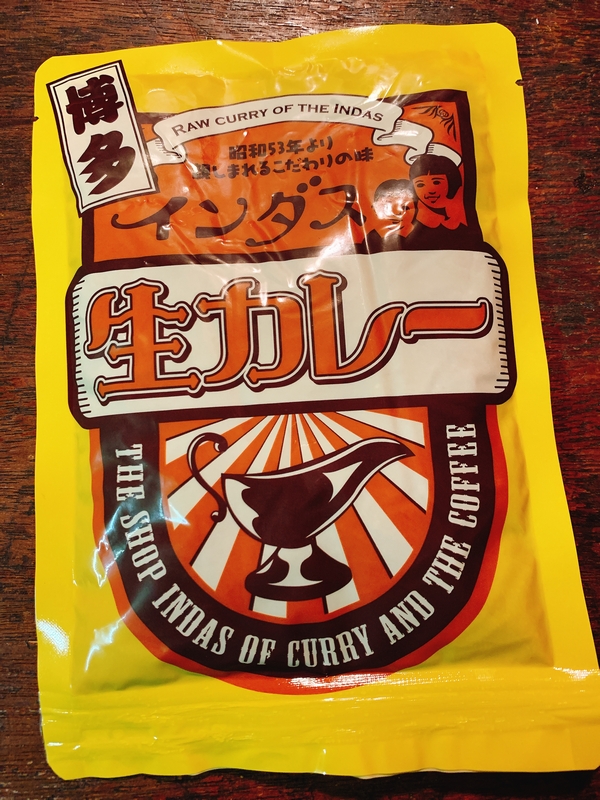 博多
RAW CURRY OF THE INDAS
昭和53年より
親しまれるこだわりの味
インダス
生カレー
THE SHOP INDAS OF CURRY AND THE COFFEE